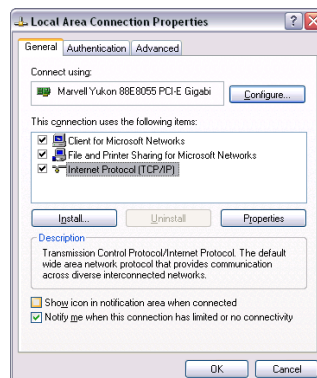 Local Area Connection Properties
General
Authentication
Advanced
Connect using:
Marvell Yukon 88E8055 PCI-E Gigabi
Configure...
This connection uses the following items:
Client for Microsoft Networks
File and Printer Sharing for Microsoft Networks
Internet Protocol (TCP/IP)
Install...
Uninstall
Properties
Description
Transmission Control Protocol/Internet Protocol. The default
wide area network protocol that provides communication
across diverse interconnected networks.
Show icon in notification area when connected
Notify me when this connection has limited or no connectivity
OK
Cancel